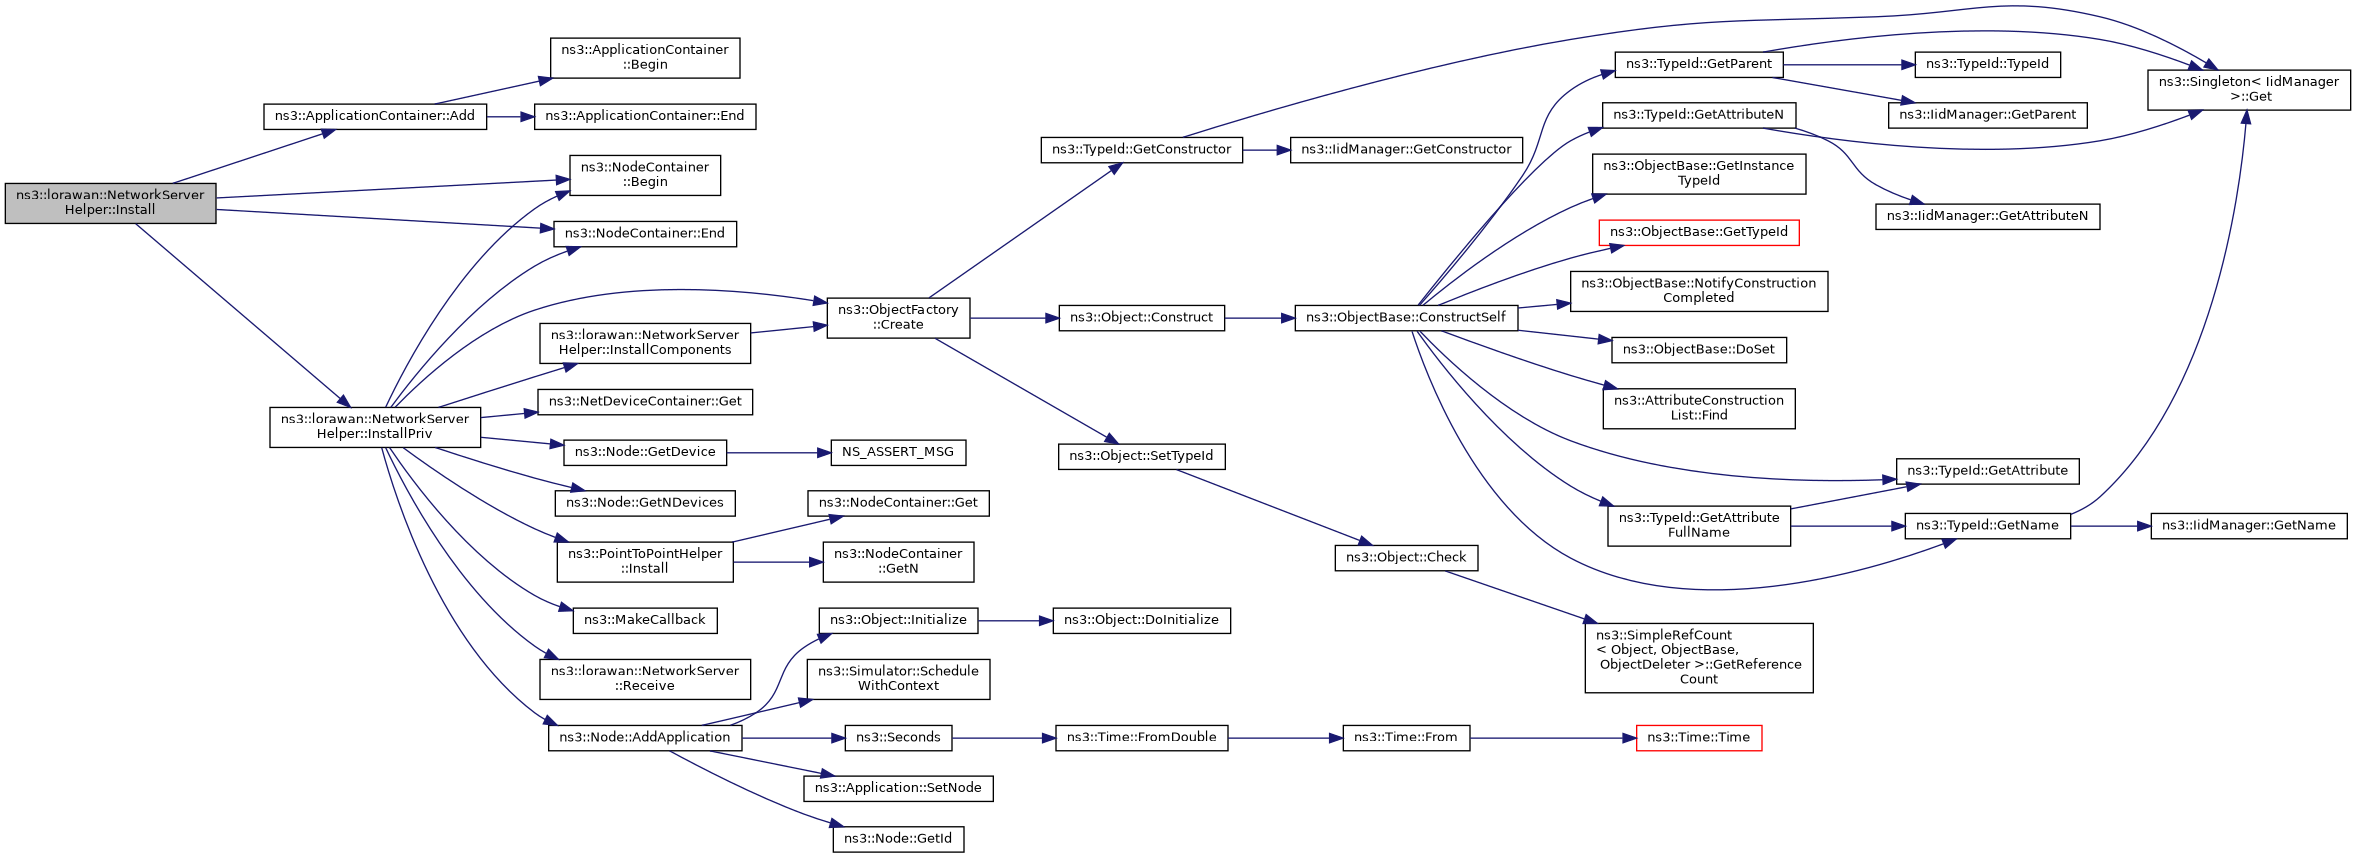 ns3::lorawan::NetworkServer
Helper::Install
ns3::ApplicationContainer::Add
ns3::ApplicationContainer
::Begin
ns3::ApplicationContainer::End
ns3::NodeContainer
::Begin
ns3::NodeContainer::End
ns3::lorawan::NetworkServer
Helper::InstallPriv
ns3::lorawan::NetworkServer
Helper::InstallComponents
ns3::NetDeviceContainer::Get
ns3::Node::GetDevice
NS_ASSERT_MSG
ns3::Node::GetNDevices
ns3::PointToPointHelper
::Install
ns3::NodeContainer::Get
ns3::NodeContainer
::GetN
ns3::MakeCallback
ns3::lorawan::NetworkServer
::Receive
ns3::Node::AddApplication
ns3::Object::Initialize
ns3::Object::DoInitialize
ns3::Simulator::Schedule
WithContext
ns3::Seconds
ns3::Time::FromDouble
ns3::Time::From
ns3::Time::Time
ns3::Application::SetNode
ns3::Node::GetId
ns3::ObjectFactory
::Create
ns3::TypeId::GetConstructor
ns3::IidManager::GetConstructor
ns3::Object::Construct
ns3::Object::SetTypeId
ns3::Object::Check
ns3::SimpleRefCount
< Object, ObjectBase,
ObjectDeleter >::GetReference
Count
ns3::ObjectBase::ConstructSelf
ns3::TypeId::GetParent
ns3::TypeId::TypeId
ns3::IidManager::GetParent
ns3::TypeId::GetAttributeN
ns3::IidManager::GetAttributeN
ns3::ObjectBase::GetInstance
TypeId
ns3::ObjectBase::GetTypeId
ns3::ObjectBase::NotifyConstruction
Completed
ns3::ObjectBase::DoSet
ns3::AttributeConstruction
List::Find
ns3::TypeId::GetAttribute
ns3::TypeId::GetAttribute
FullName
ns3::TypeId::GetName
ns3::IidManager::GetName
ns3::Singleton< IidManager
>::Get